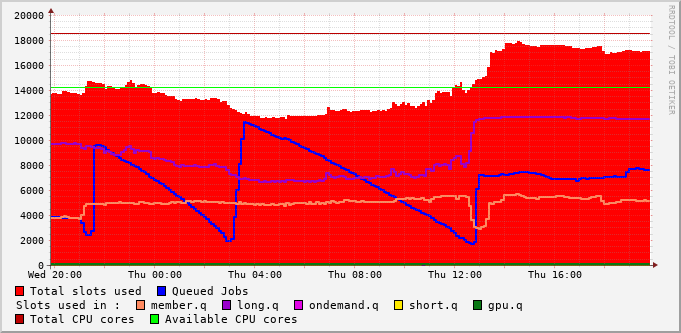 20000
18000
16000
14000
12000
10000
8000
6000
4000
2000
0
Wed 20:00 Thu 00:00 Thu 04:00 Thu 08:00 Thu 12:00 Thu 16:00
RRDTOOL / TOBI OETIKER
Total slots used Queued Jobs
Slots used in : member.q long.q ondemand.q short.q gpu.q
Total CPU cores Available CPU cores